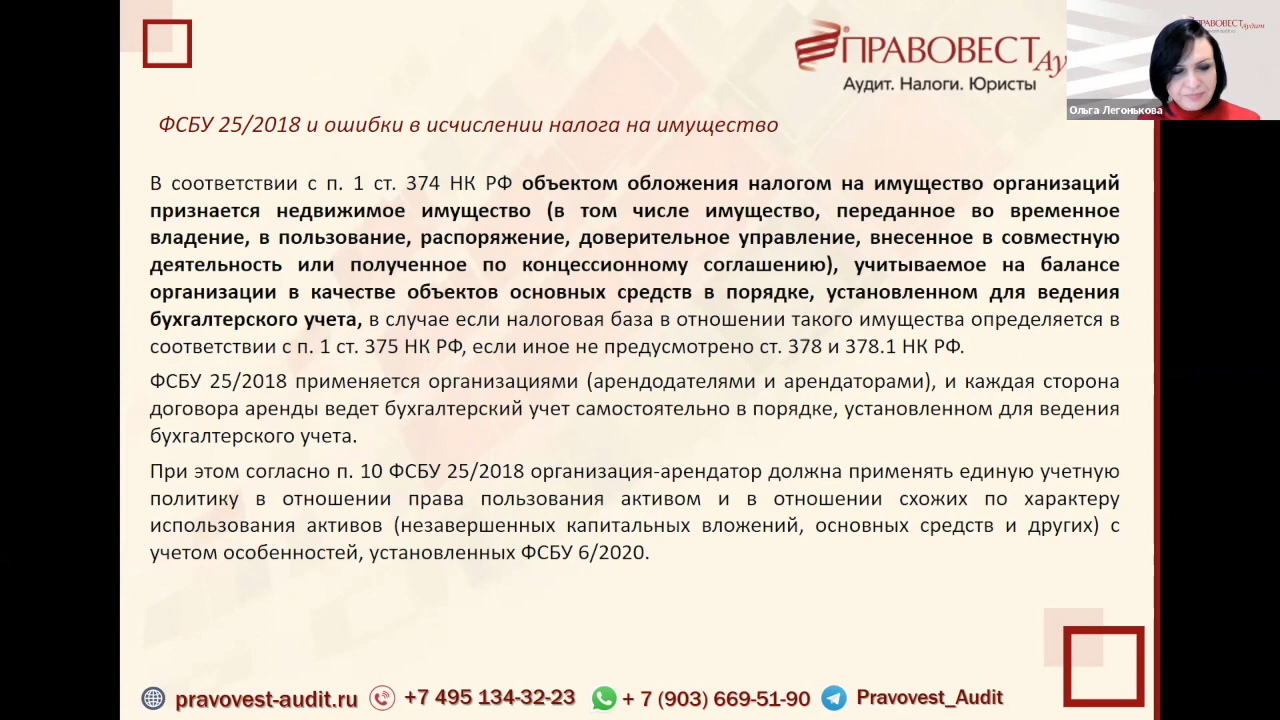 ПРАВОВЕСТ
Аудит. Налоги. Юристы
Ольга Легонькова
ФСБУ 25/2018 и ошибки в исчислении налога на имущество
В соответствии с п. 1 ст. 374 НК РФ объектом обложения налогом на имущество организаций
признается недвижимое имущество (в том числе имущество, переданное во временное
владение, в пользование, распоряжение, доверительное управление, внесенное в совместную
деятельность или полученное по концессионному соглашению), учитываемое на балансе
организации в качестве объектов основных средств в порядке, установленном для ведения
бухгалтерского учета, в случае если налоговая база в отношении такого имущества определяется в
соответствии с п. 1 ст. 375 НК РФ, если иное не предусмотрено ст. 378 и 378.1 НК РФ.
ФСБУ 25/2018 применяется организациями (арендодателями и арендаторами), и каждая сторона
договора аренды ведет бухгалтерский учет самостоятельно в порядке, установленном для ведения
бухгалтерского учета.
При этом согласно п. 10 ФСБУ 25/2018 организация-арендатор должна применять единую учетную
политику в отношении права пользования активом и в отношении схожих по характеру
использования активов (незавершенных капитальных вложений, основных средств и других) с
учетом особенностей, установленных ФСБУ 6/2020.
pravovest-audit.ru +7 495 134-32-23 + 7 (903) 669-51-90 Pravovest_Audit